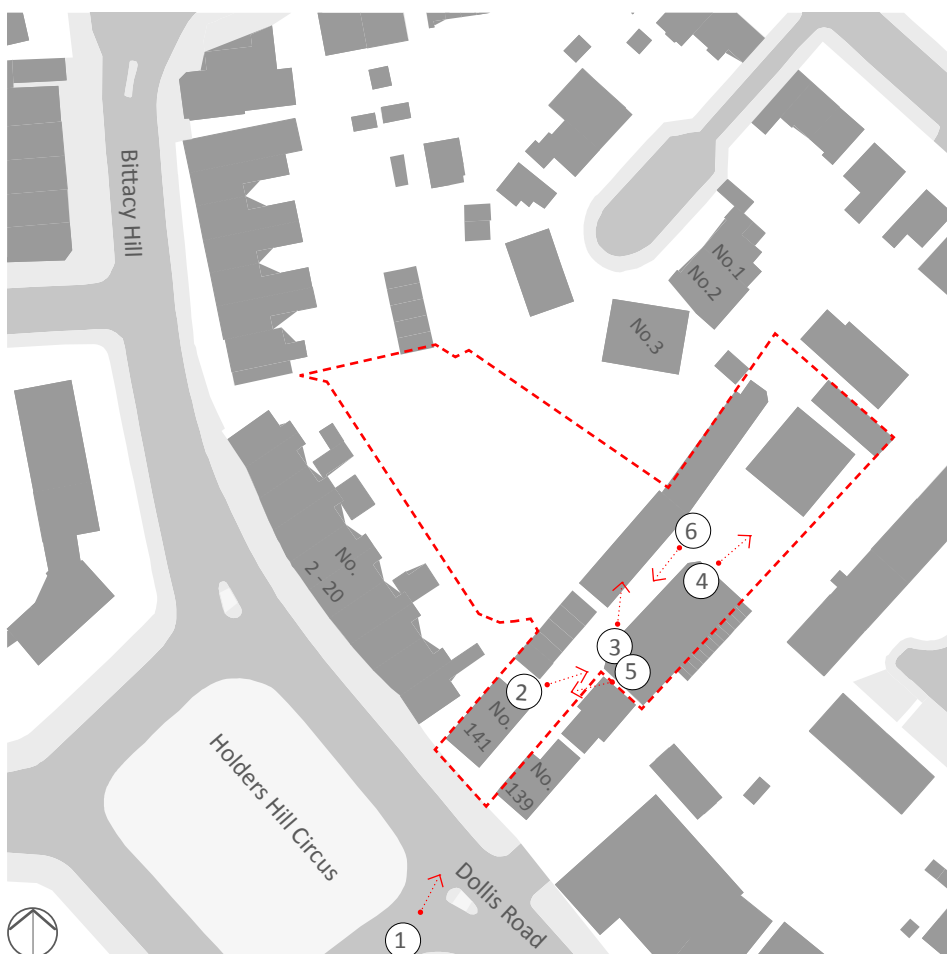 Bittacy Hill
No.1
No.2
No.3
6
4
No.
2 - 20
3
5
2
No.
141
No.
139
Holders Hill Circus
Dollis Road
1